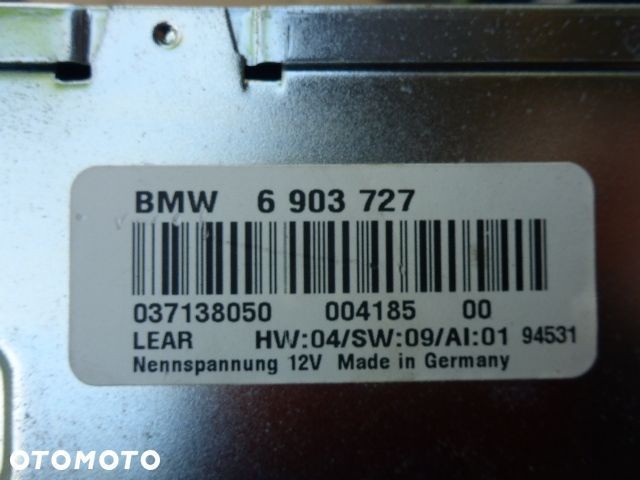 BMW 6 903 727
037138050 004185 00
LEAR HW:04/SW:09/AI:01 94531
Nennspannung 12V Made in Germany
OTOMOTO